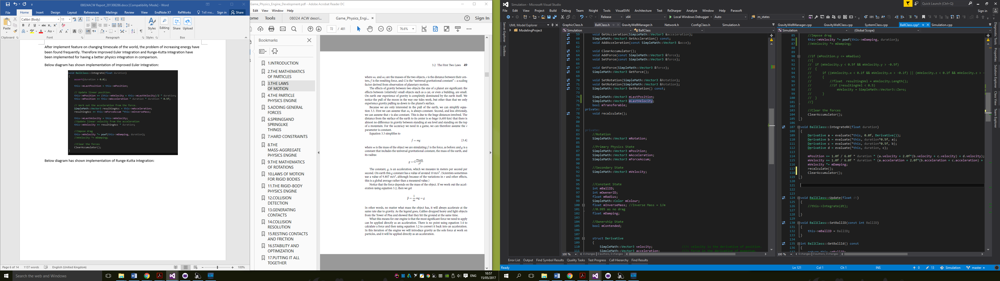 08024ACW Report_201308286.docx [Compatibility Mode] - Word
File Home Insert Design Layout References Mailings Review View EndNote X7 RefWorks Tell me... Sign in Share
Paste
Calibri (Body) 11
Styles Editing Share Upload
Clipboard Font Paragraph Styles Box
After implement feature on changing timescale of the world, the problem of increasing energy have
been found frequently. Therefore Improved Euler Integration and Runge-Kutta Integration have
been implemented for having a better physics integration in comparison.
Below diagram has shown implementation of Improved Euler Integration:
void BallClass::Integrate(float duration)
{
assert(duration > 0.0);
this->mLastPosition = this->mPosition;
// Update linear position.
this->mPosition += (this->mVelocity + this->mLastVelocity)/2 * duration;
this->mPosition += this->mAcceleration * duration * duration * 0.5f;
// Work out the acceleration from the force.
SimpleMath::Vector3 resultingAcc = this->mAcceleration;
resultingAcc += this->mForceAccum *this->mInverseMass;
this->mLastVelocity = this->mVelocity;
//Update linear velocity from the acceleration
this->mVelocity += resultingAcc * duration;
//Impose drag
this->mVelocity *= powf(this->mDamping, duration);
//mVelocity *= mDamping;
//Clear the forces
ClearAccumulator();
}
Below diagram has shown implementation of Runge-Kutta Integration:
Page 6 of 14 1137 words English (United Kingdom) 100%
Search the web and Windows
Game_Physics_Engine_Development.pdf - Adobe Acrobat Reader DC
Edit View Window Help
ome Tools 08024 ACW descri... Game_Physics_Engi... × Sign In
72 / 481 76.6%
Bookmarks
1.INTRODUCTION
2.THE MATHEMATICS
OF PARTICLES
3.THE LAWS
OF MOTION
4.THE PARTICLE
PHYSICS ENGINE
5.ADDING GENERAL
FORCES
6.SPRINGSAND
SPRINGLIKE
THINGS
7.HARD CONSTRAINTS
8.THE
MASS-AGGREGATE
PHYSICS ENGINE
9.THE MATHEMATICS
OF ROTATIONS
10.LAWS OF MOTION
FOR RIGID BODIES
11.THE RIGID-BODY
PHYSICS ENGINE
12.COLLISION
DETECTION
13.GENERATING
CONTACTS
14.COLLISION
RESOLUTION
15.RESTING CONTACTS
AND FRICTION
16.STABILITY AND
OPTIMIZATION
17.PUTTING IT ALL
TOGETHER
3.2 The First Two Laws 49
where m1 and m2 are the masses of the two objects, r is the distance between their cen-
ters, f is the resulting force, and G is the "universal gravitational constant"—a scaling
factor derived from observation of planetary motion.
The effects of gravity between two objects the size of a planet are significant; the
effects between (relatively) small objects such as a car, or even a building, are small.
On earth our experience of gravity is completely dominated by the earth itself. We
notice the pull of the moon in the way our tides work, but other than that we only
experience gravity pulling us down to the planet's surface.
Because we are only interested in the pull of the earth, we can simplify equa-
tion 3.3. First we can assume that m1 is always constant. Second, and less obviously,
we can assume that r is also constant. This is due to the huge distances involved. The
distance from the surface of the earth to its center is so huge (6,400 km) that there is
almost no difference in gravity between standing at sea level and standing on the top
of a mountain. For the accuracy we need in a game, we can therefore assume the r
parameter is constant.
Equation 3.3 simplifies to
f = mg [3.4]
where m is the mass of the object we are simulating; f is the force, as before; and g is a
constant that includes the universal gravitational constant, the mass of the earth, and
its radius:
g = G mearth / r2
The constant, g, is an acceleration, which we measure in meters per second per
second. On earth this g constant has a value of around 10 m/s2. (Scientists sometimes
use a value of 9.807 m/s2, although because of the variations in r and other effects,
this is a global average rather than a measured value.)
Notice that the force depends on the mass of the object. If we work out the accel-
eration using equation 3.2, then we get
p̈ = 1/m mg = g
In other words, no matter what mass the object has, it will always accelerate at the
same rate due to gravity. As the legend goes, Galileo dropped heavy and light objects
from the Tower of Pisa and showed that they hit the ground at the same time.
What this means for our engine is that the most significant force we need to apply
can be applied directly as an acceleration. There is no point using equation 3.4 to
calculate a force and then using equation 3.2 to convert it back into an acceleration.
In this iteration of the engine we will introduce gravity as the sole force at work on
particles, and it will be applied directly as an acceleration.
ENG 10:57
15/05/2017
Simulation - Microsoft Visual Studio Quick Launch (Ctrl+Q)
File Edit View Project Build Debug Team Nsight Tools VisualSVN Architecture Test ReSharper Analyze Window Help Parasoft Sign in
Release x64 Local Windows Debugger Auto m_states
Server Explorer Toolbox
UML Model Explorer
ModelingProject
GraphicClass.h BallClass.h GravityWellManager.h Network.h ConfigClass.h Simulation.h
Simulation BallClass
59 void GetAccleration(SimpleMath::Vector3 &acceleration);
60 SimpleMath::Vector3 GetAccleration() const;
61 void AddAcceleration(const SimpleMath::Vector3 &acce);
62
63 void ClearAccumulator();
64 void AddForce(const SimpleMath::Vector3 &force);
65 void SetForce(const SimpleMath::Vector3 &force);
66
67 void GetForce(SimpleMath::Vector3 &force);
68 SimpleMath::Vector3 GetForce();
69
70 void SetRotation(SimpleMath::Vector3 &Rotation);
71 void GetRotation(SimpleMath::Vector3 &Rotation);
72 SimpleMath::Vector3 GetRotation() const;
73
74 SimpleMath::Vector3 mLastPosition;
75 SimpleMath::Vector3 mLastVelocity;
76 bool mTransferable;
77 private:
78 void recalculate();
79
80
81
82 private:
83 //Rotation
84 SimpleMath::Vector3 mRotation;
85
86 //Primary Physics State
87 SimpleMath::Vector3 mPosition;
88 SimpleMath::Vector3 mAcceleration;
89 SimpleMath::Vector3 mForceAccum;
90
91 //Secondary State
92 SimpleMath::Vector3 mVelocity;
93
94
95 //Constant State
96 int mBallID;
97 int mOwenerID;
98 float mRadius;
99 SimpleMath::Color mColour;
100 float mInverseMass; //Inverse Mass = 1/m
101 //0.995 as no drag
102 float mDamping;
103
104 //Ownership State
105 bool mContended;
106
107
108 struct Derivative
109 {
110 SimpleMath::Vector3 velocity; ///< velocity is the derivative of position.
111 SimpleMath::Vector3 acceleration; ///< force in the derivative of momentum.
100 % 0 changes | 0 authors, 0 changes
GravityWellManager.cpp GravityWellClass.cpp SystemClass.cpp BallClass.cpp* Simulation.cpp
Simulation (Global Scope)
85 //Impose drag
86 this->mVelocity *= powf(this->mDamping, duration);
87 //mVelocity *= mDamping;
88
89
90 //if (mPosition.y <= mRadius)
91 //{
92 // if (mVelocity.y < 0.5f && mVelocity.y > -0.5f)
93 // {
94 // if ((mVelocity.x < 0.1f && mVelocity.x > -0.1f) || (mVelocity.z < 0.1f && mVelocity.z > -
95 // {
96 // //float resultingVel = mVelocity.Length();
97 // //if (resultingVel < 0.5)
98 // mVelocity = SimpleMath::Vector3::Zero;
99 // }
100 // }
101 //}
102
103 //Clear the forces
104 ClearAccumulator();
105 }
106
107 void BallClass::IntegrateRK(float duration)
108 {
109 Derivative a = evaluate(*this, 0.0f, Derivative());
110 Derivative b = evaluate(*this, duration*0.5f, a);
111 Derivative c = evaluate(*this, duration*0.5f, b);
112 Derivative d = evaluate(*this, duration, c);
113
114 mPosition += 1.0f / 6.0f * duration * (a.velocity + 2.0f*(b.velocity + c.velocity) + d.velocity);
115 mVelocity += 1.0f / 6.0f * duration * (a.acceleration + 2.0f*(b.acceleration + c.acceleration) +
116 mVelocity *= mDamping;
117 recalculate();
118 ClearAccumulator();
119 }
120
121
122
123
124 void BallClass::Update(float dt)
125 {
126 //this->Integrate(dt);
127
128 }
129
130 void BallClass::SetBallID(const int BallID)
131 {
132 this->mBallID = BallID;
133 }
134
135 int BallClass::GetBallId() const
136 {
137 return this->mBallID;
100 % 0 changes | 0 authors, 0 changes
Diagnostic Tools Properties Solution Explorer Class View Team Explorer
Error List Output Find Symbol Results Quality Tasks Test Progress Call Hierarchy Find Results
Ready Ln 121 Col 1 Ch 1 INS 0 13 Simulation master